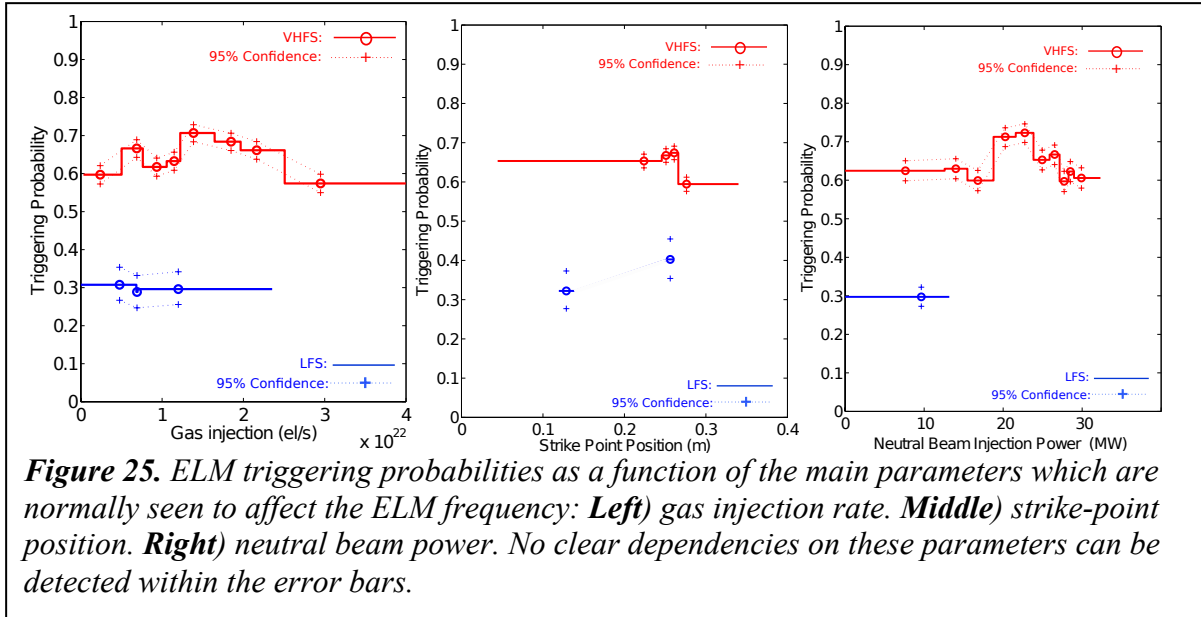 1
0.9
0.8
0.7
0.6
0.5
0.4
0.3
0.2
0.1
0
Triggering Probability
VHFS:
95% Confidence:
LFS:
95% Confidence:
0 1 2 3 4
Gas injection (el/s)
x 10^22
1
0.9
0.8
0.7
0.6
0.5
0.4
0.3
0.2
0.1
0
Triggering Probability
VHFS:
95% Confidence:
LFS:
95% Confidence:
0 0.1 0.2 0.3 0.4
Strike Point Position (m)
1
0.9
0.8
0.7
0.6
0.5
0.4
0.3
0.2
0.1
0
Triggering Probability
VHFS:
95% Confidence:
LFS:
95% Confidence:
0 10 20 30
Neutral Beam Injection Power (MW)
Figure 25. ELM triggering probabilities as a function of the main parameters which are
normally seen to affect the ELM frequency: Left) gas injection rate. Middle) strike-point
position. Right) neutral beam power. No clear dependencies on these parameters can be
detected within the error bars.